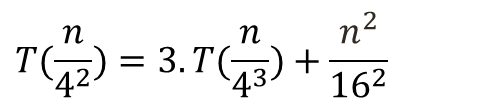 T(n/4²) = 3.T(n/4³) + n²/16²